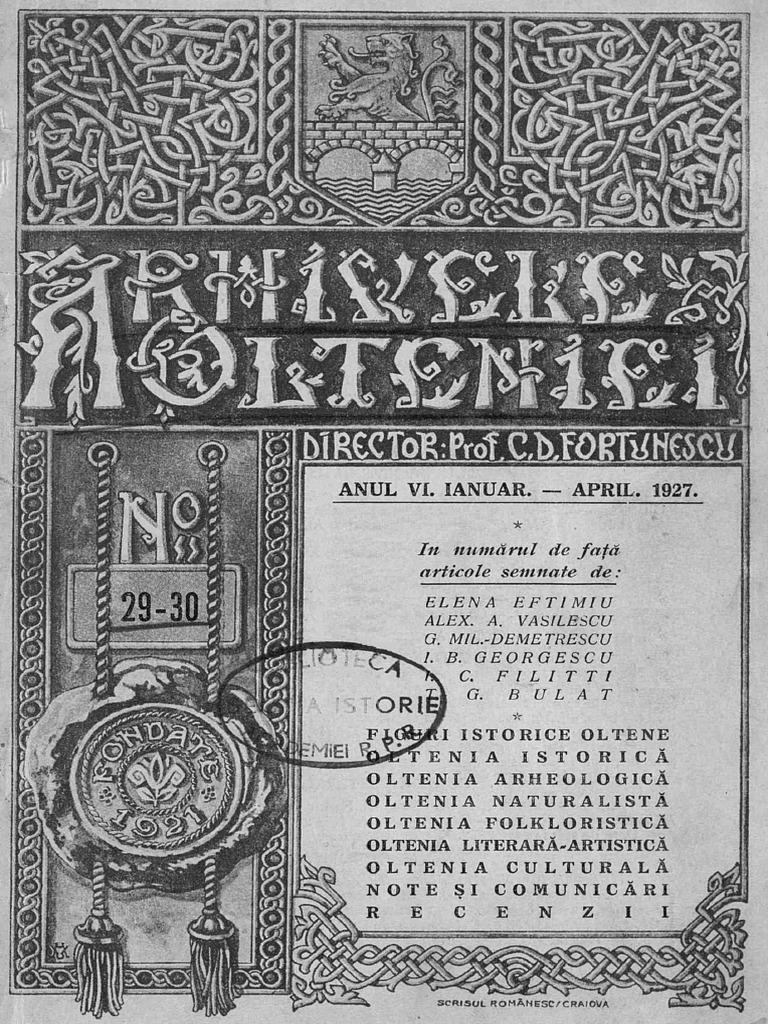 ARHIVELE
OLTENIEI
DIRECTOR: Prof. C.D. FORTUNESCU
No
29-30
FONDATE
1921
ANUL VI. IANUAR. — APRIL. 1927.
In numărul de față
articole semnate de:
ELENA EFTIMIU
ALEX. A. VASILESCU
G. MIL.-DEMETRESCU
I. B. GEORGESCU
I. C. FILITTI
T. G. BULAT
FIGURI ISTORICE OLTENE
OLTENIA ISTORICĂ
OLTENIA ARHEOLOGICĂ
OLTENIA NATURALISTĂ
OLTENIA FOLKLORISTICĂ
OLTENIA LITERARĂ-ARTISTICĂ
OLTENIA CULTURALĂ
NOTE ȘI COMUNICĂRI
RECENZII
ISTORIE
R. P. R.
SCRISUL ROMÂNESC/CRAIOVA